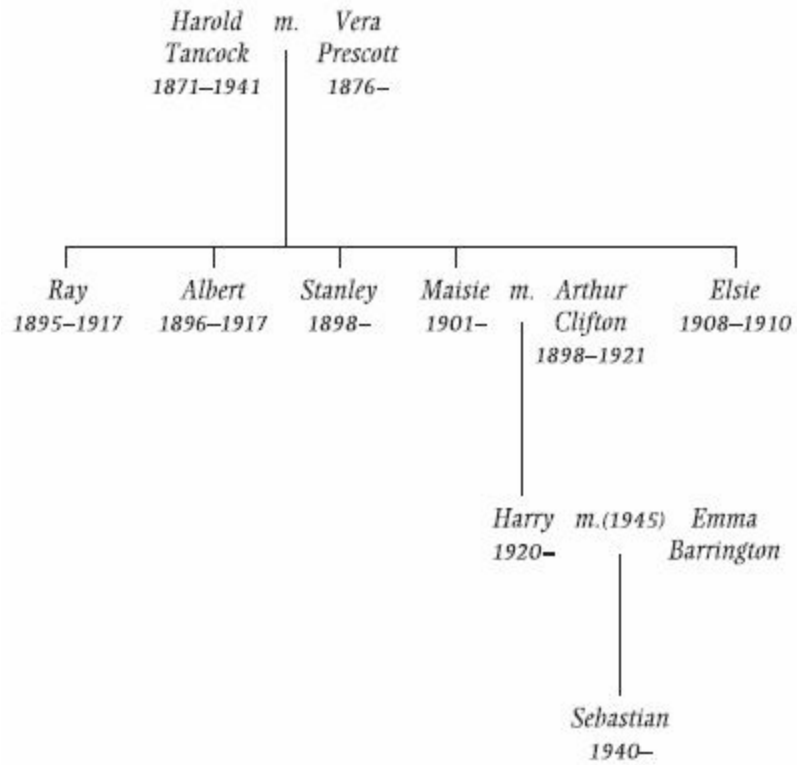 Harold m. Vera
Tancock Prescott
1871–1941 1876–
Ray Albert Stanley Maisie m. Arthur Elsie
1895–1917 1896–1917 1898– 1901– Clifton 1908–1910
1898–1921
Harry m.(1945) Emma
1920– Barrington
Sebastian
1940–